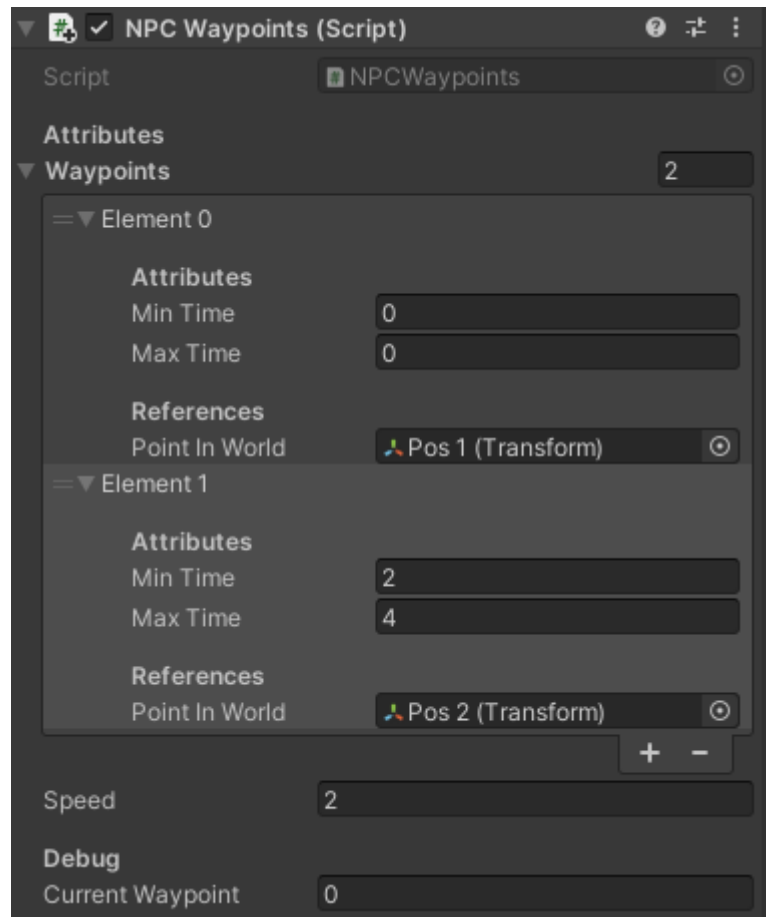 NPC Waypoints (Script)
Script NPCWaypoints
Attributes
Waypoints 2
Element 0
Attributes
Min Time 0
Max Time 0
References
Point In World Pos 1 (Transform)
Element 1
Attributes
Min Time 2
Max Time 4
References
Point In World Pos 2 (Transform)
+ -
Speed 2
Debug
Current Waypoint 0